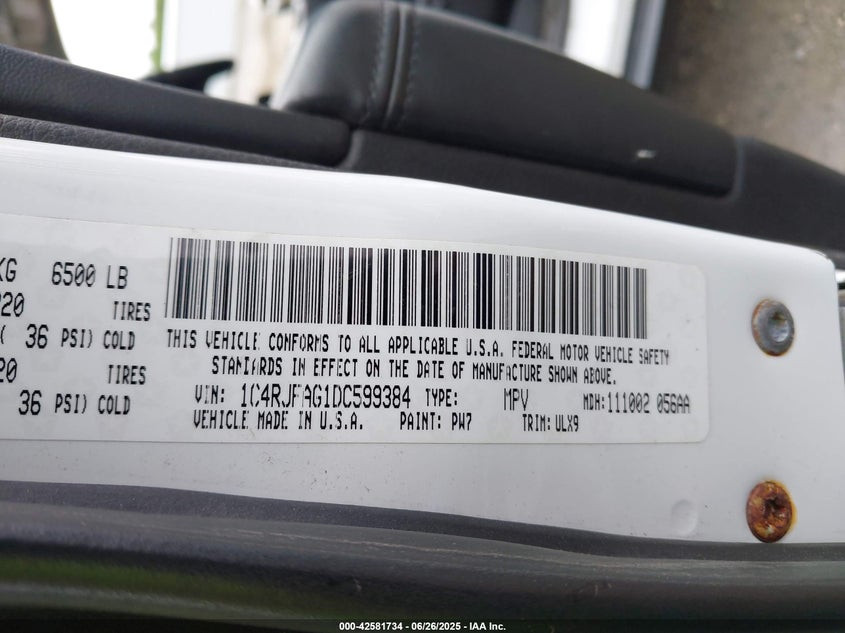 KG 6500 LB
20 TIRES
( 36 PSI) COLD
20 TIRES
36 PSI) COLD
THIS VEHICLE CONFORMS TO ALL APPLICABLE U.S.A. FEDERAL MOTOR VEHICLE SAFETY
STANDARDS IN EFFECT ON THE DATE OF MANUFACTURE SHOWN ABOVE.
VIN: 1C4RJFAG1DC599384 TYPE: MPV MDH:111002 056AA
VEHICLE MADE IN U.S.A. PAINT: PW7 TRIM: ULX9
000-42581734 - 06/26/2025 - IAA Inc.